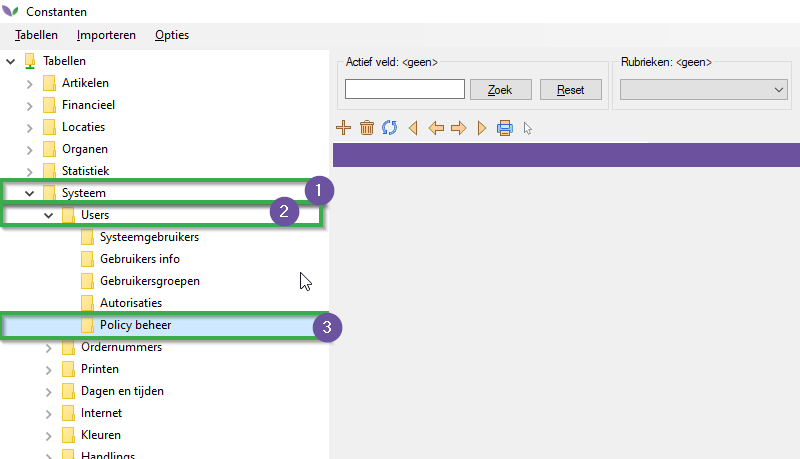 Constanten
Tabellen Importeren Opties
Tabellen
Artikelen
Financieel
Locaties
Organen
Statistiek
Systeem 1
Users 2
Systeemgebruikers
Gebruikers info
Gebruikersgroepen
Autorisaties
Policy beheer 3
Ordernummers
Printen
Dagen en tijden
Internet
Kleuren
Handlings
Actief veld: <geen>
Zoek Reset
Rubrieken: <geen>